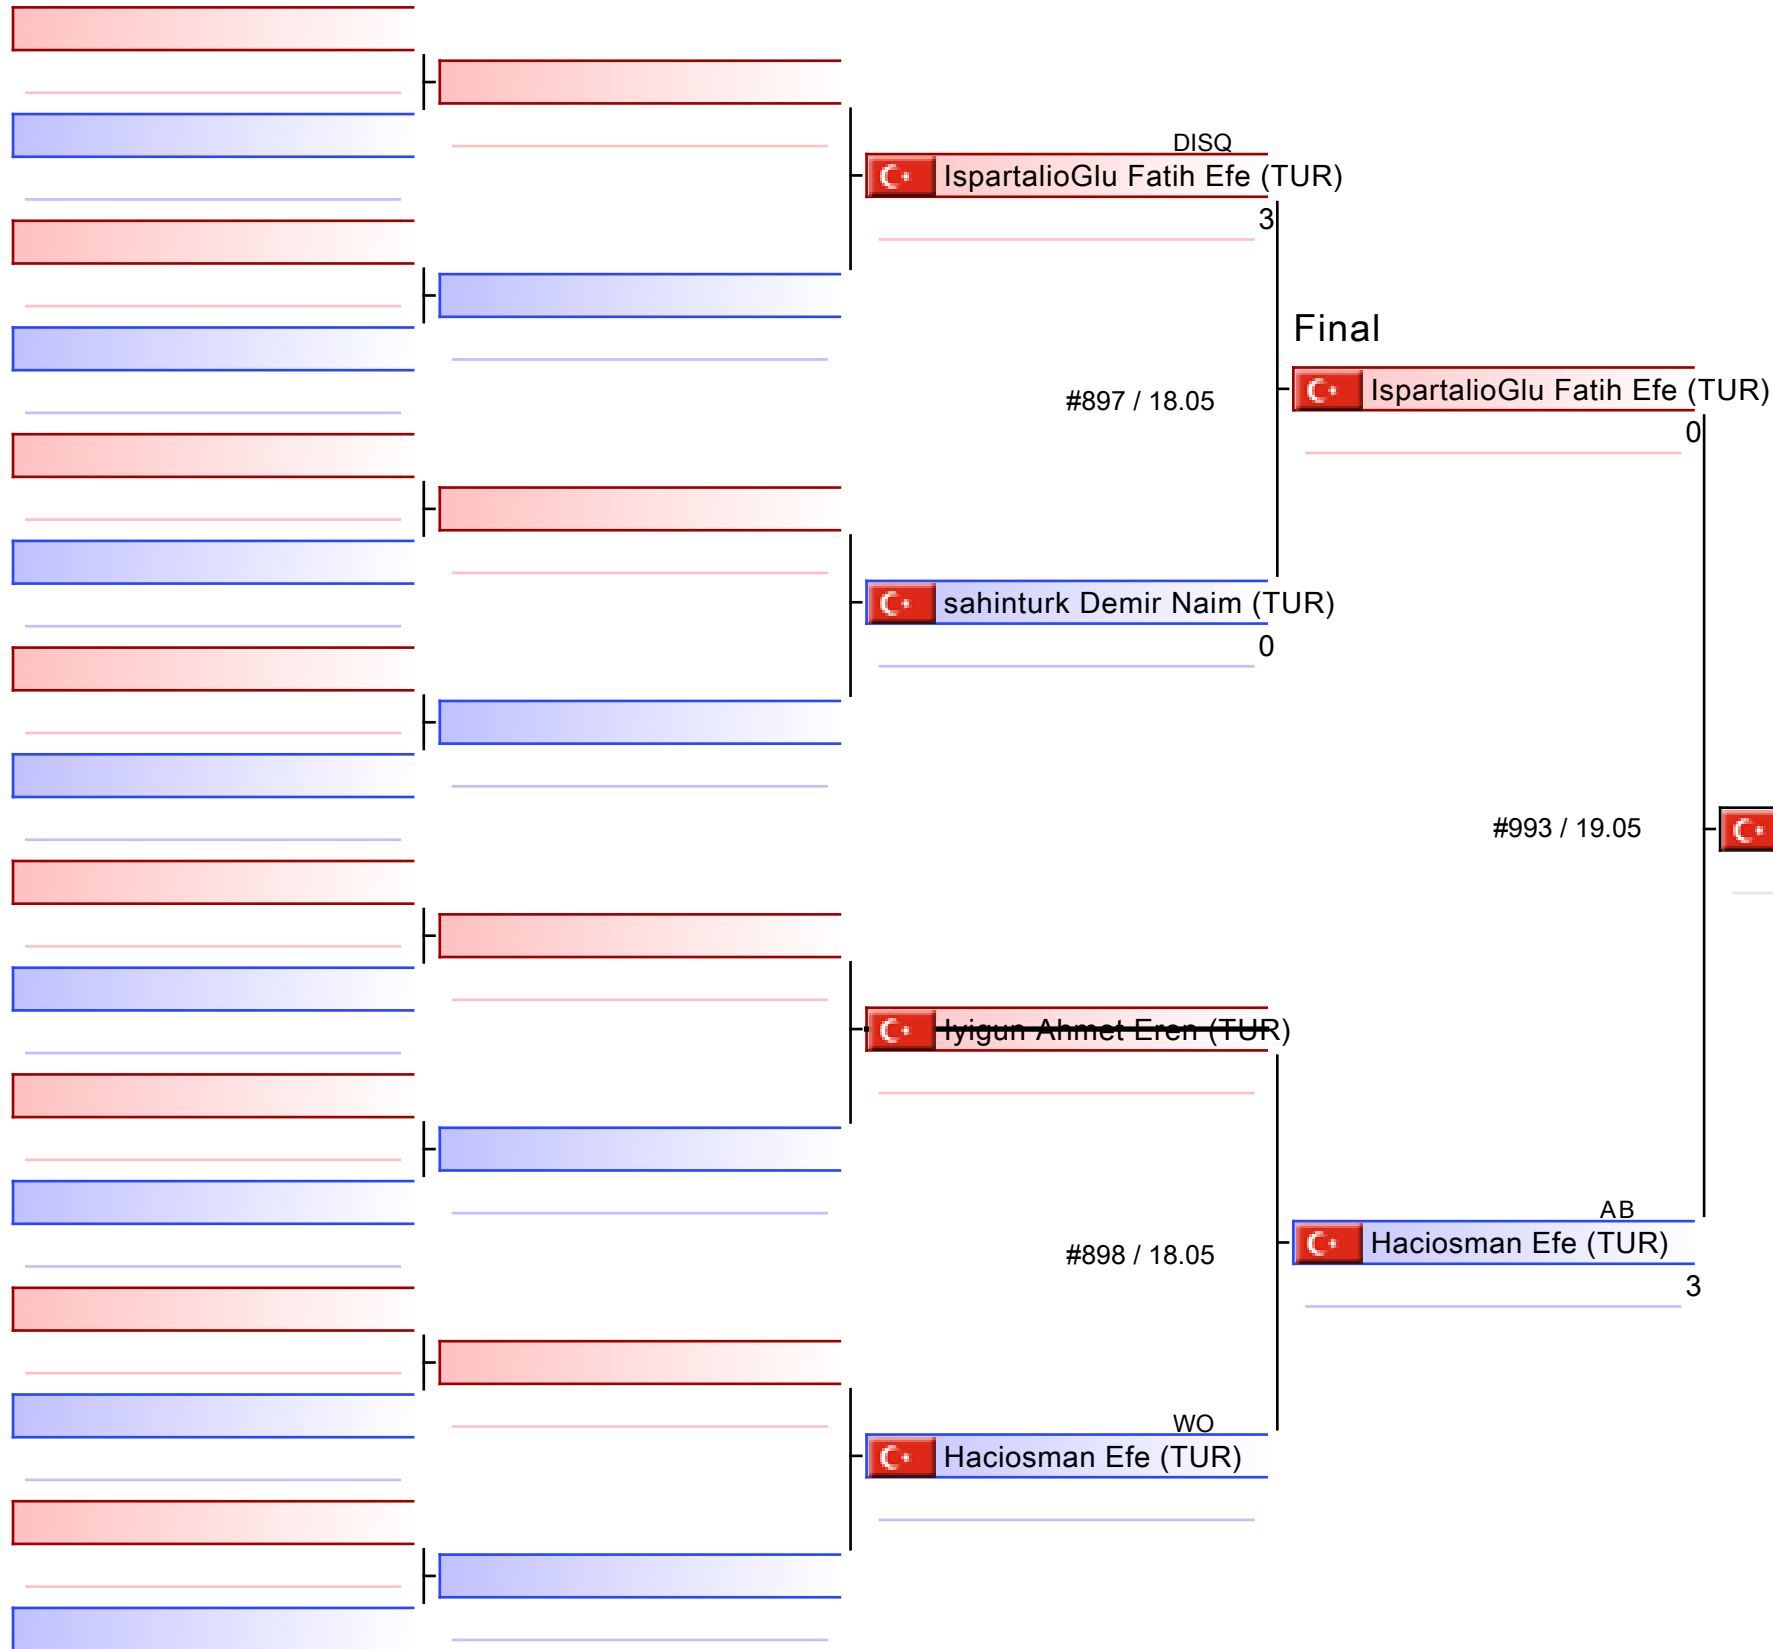 DISQ
IspartalioGlu Fatih Efe (TUR)
3
Final
#897 / 18.05
IspartalioGlu Fatih Efe (TUR)
0
sahinturk Demir Naim (TUR)
0
#993 / 19.05
Iyigun Ahmet Eren (TUR)
AB
#898 / 18.05
Haciosman Efe (TUR)
3
WO
Haciosman Efe (TUR)